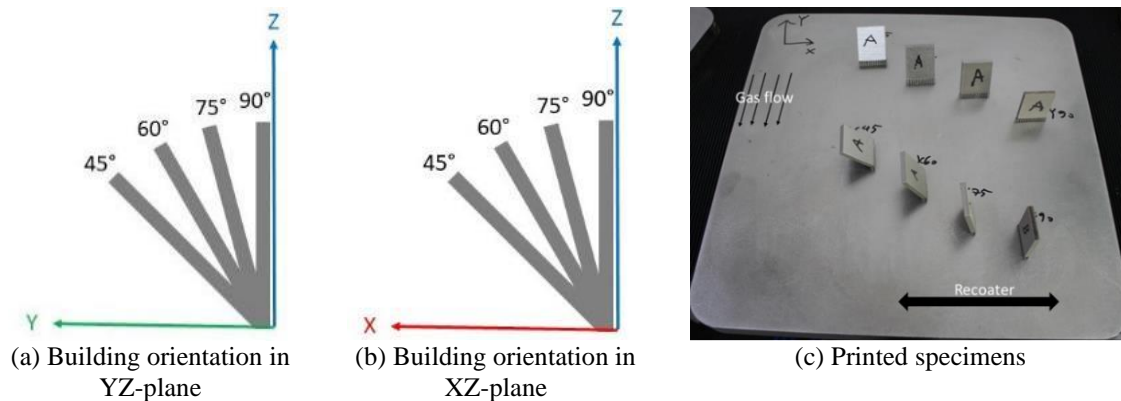 Z
90°
75°
60°
45°
Y
(a) Building orientation in
YZ-plane
Z
90°
75°
60°
45°
X
(b) Building orientation in
XZ-plane
Y
X
A
A
A
A
Y90
Gas flow
45
A
X60
A
75
90
Recoater
(c) Printed specimens